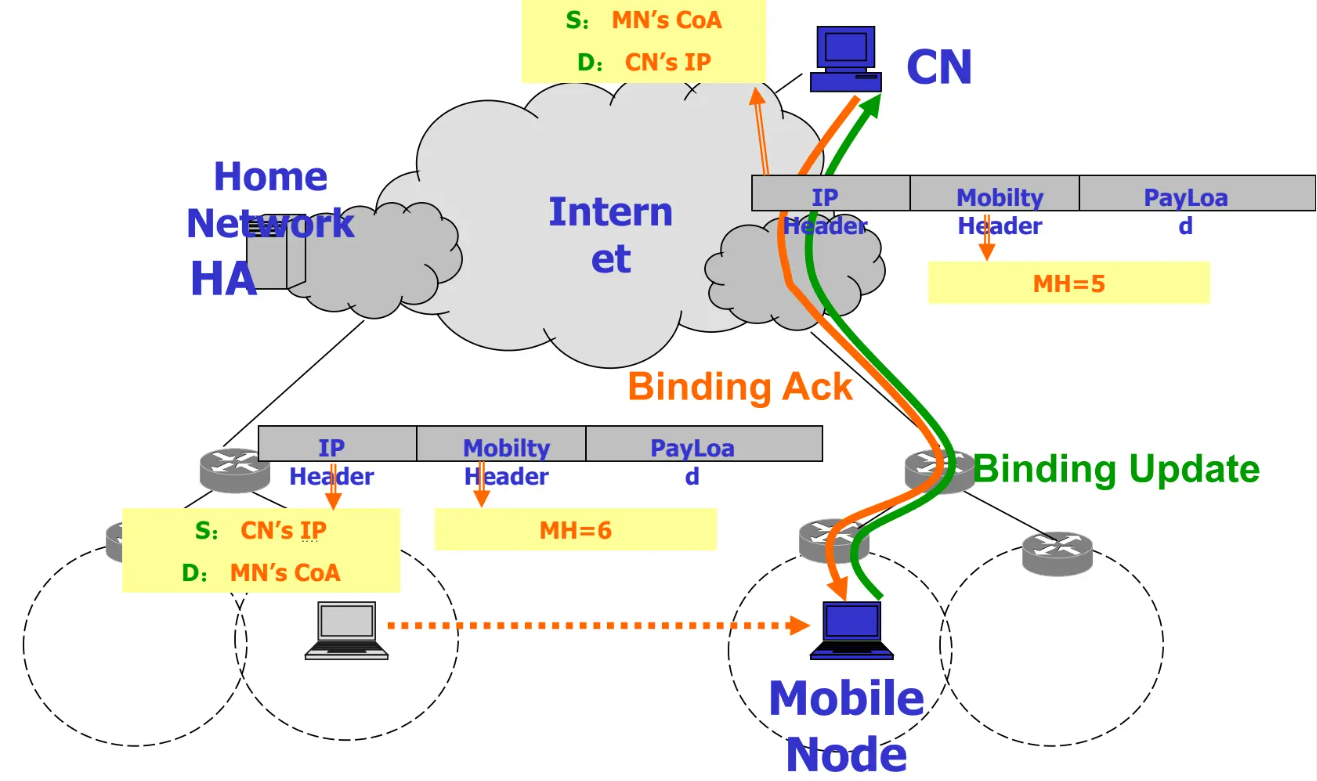 S: MN's CoA
D: CN's IP
CN
Home
Network
HA
Intern
et
IP
Header
Mobilty
Header
PayLoa
d
MH=5
Binding Ack
IP
Header
Mobilty
Header
PayLoa
d
Binding Update
S: CN's IP
D: MN's CoA
MH=6
Mobile
Node